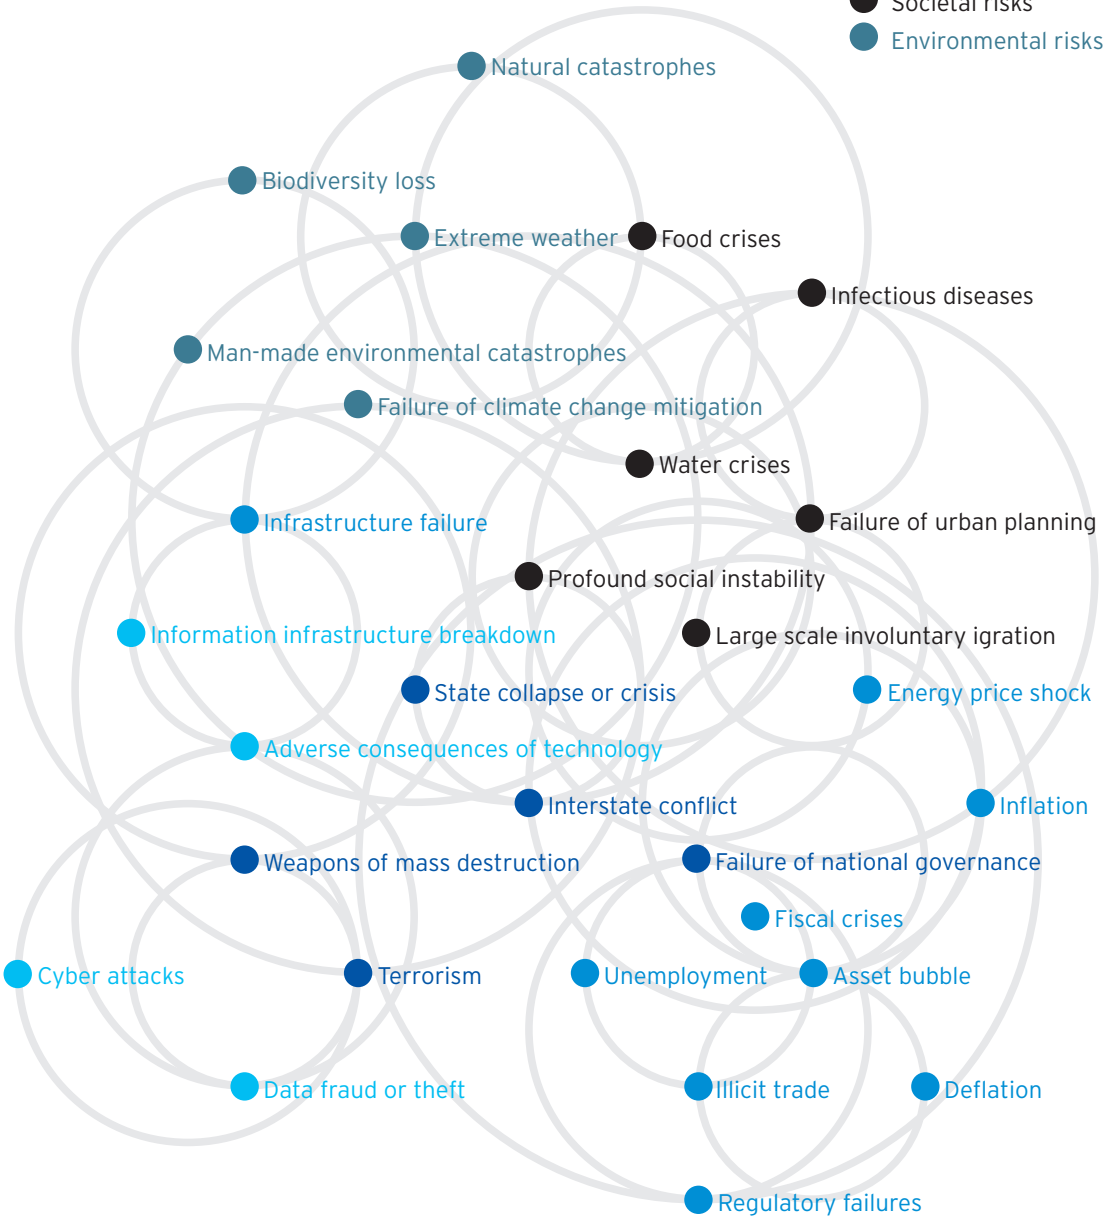 Societal risks
Environmental risks
Natural catastrophes
Biodiversity loss
Extreme weather
Food crises
Infectious diseases
Man-made environmental catastrophes
Failure of climate change mitigation
Water crises
Infrastructure failure
Failure of urban planning
Profound social instability
Information infrastructure breakdown
Large scale involuntary igration
State collapse or crisis
Energy price shock
Adverse consequences of technology
Interstate conflict
Inflation
Weapons of mass destruction
Failure of national governance
Fiscal crises
Cyber attacks
Terrorism
Unemployment
Asset bubble
Data fraud or theft
Illicit trade
Deflation
Regulatory failures